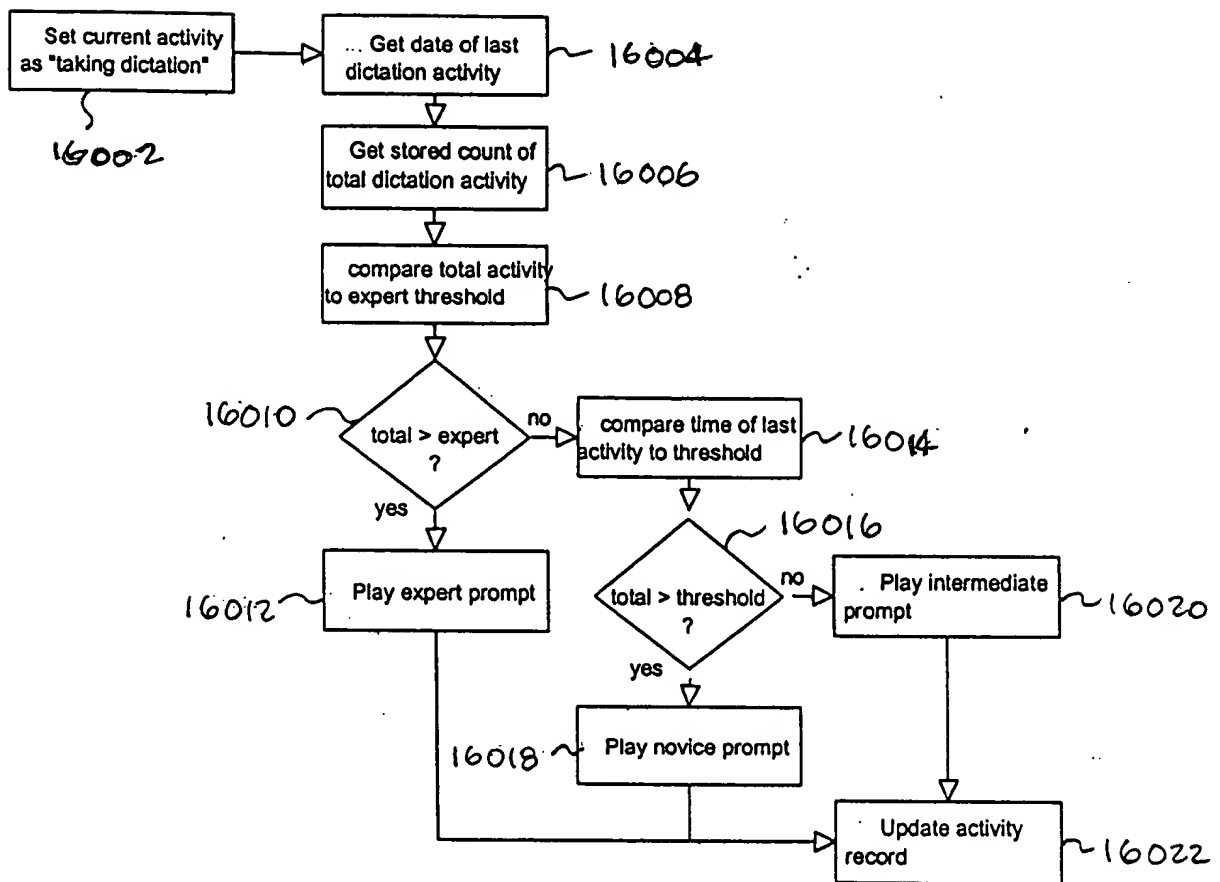 Set current activity
as "taking dictation"
16002
... Get date of last
dictation activity
16004
Get stored count of
total dictation activity
16006
compare total activity
to expert threshold
16008
16010
total > expert
?
no
yes
compare time of last
activity to threshold
16014
Play expert prompt
16012
16016
total > threshold
?
no
yes
. Play intermediate
prompt
16020
Play novice prompt
16018
Update activity
record
16022